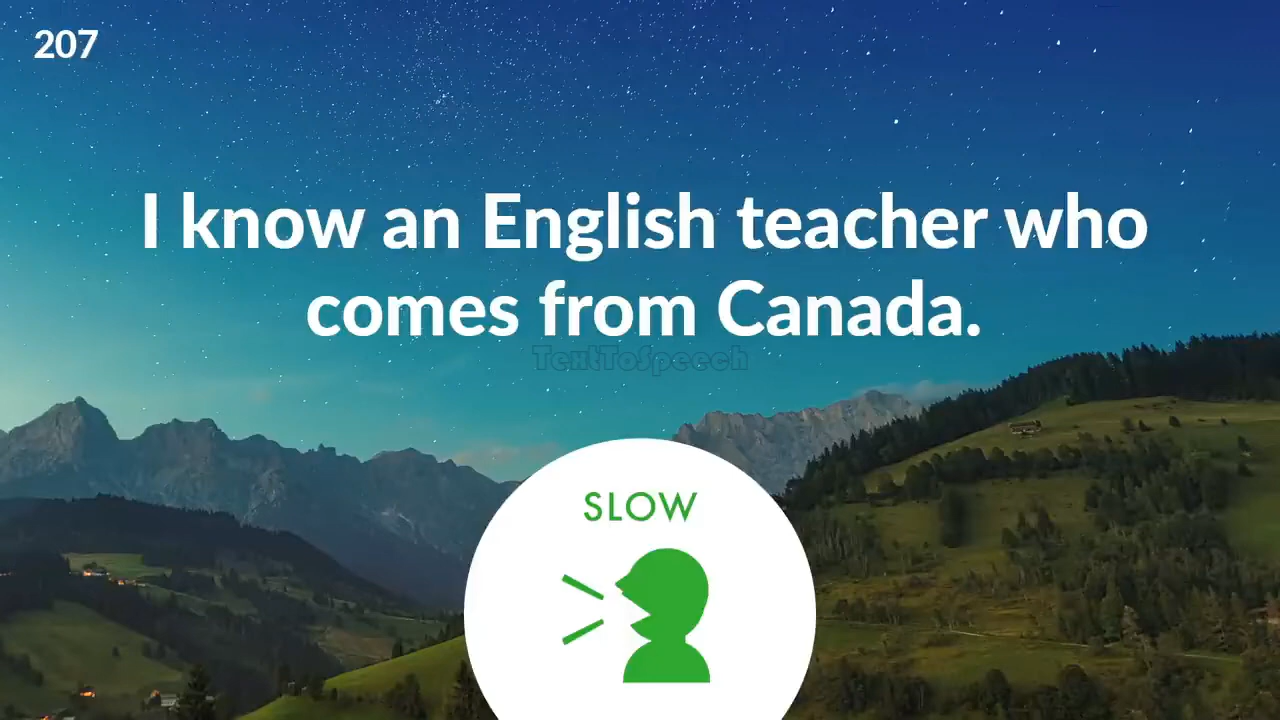 207
I know an English teacher who
comes from Canada.
TextToSpeech
SLOW